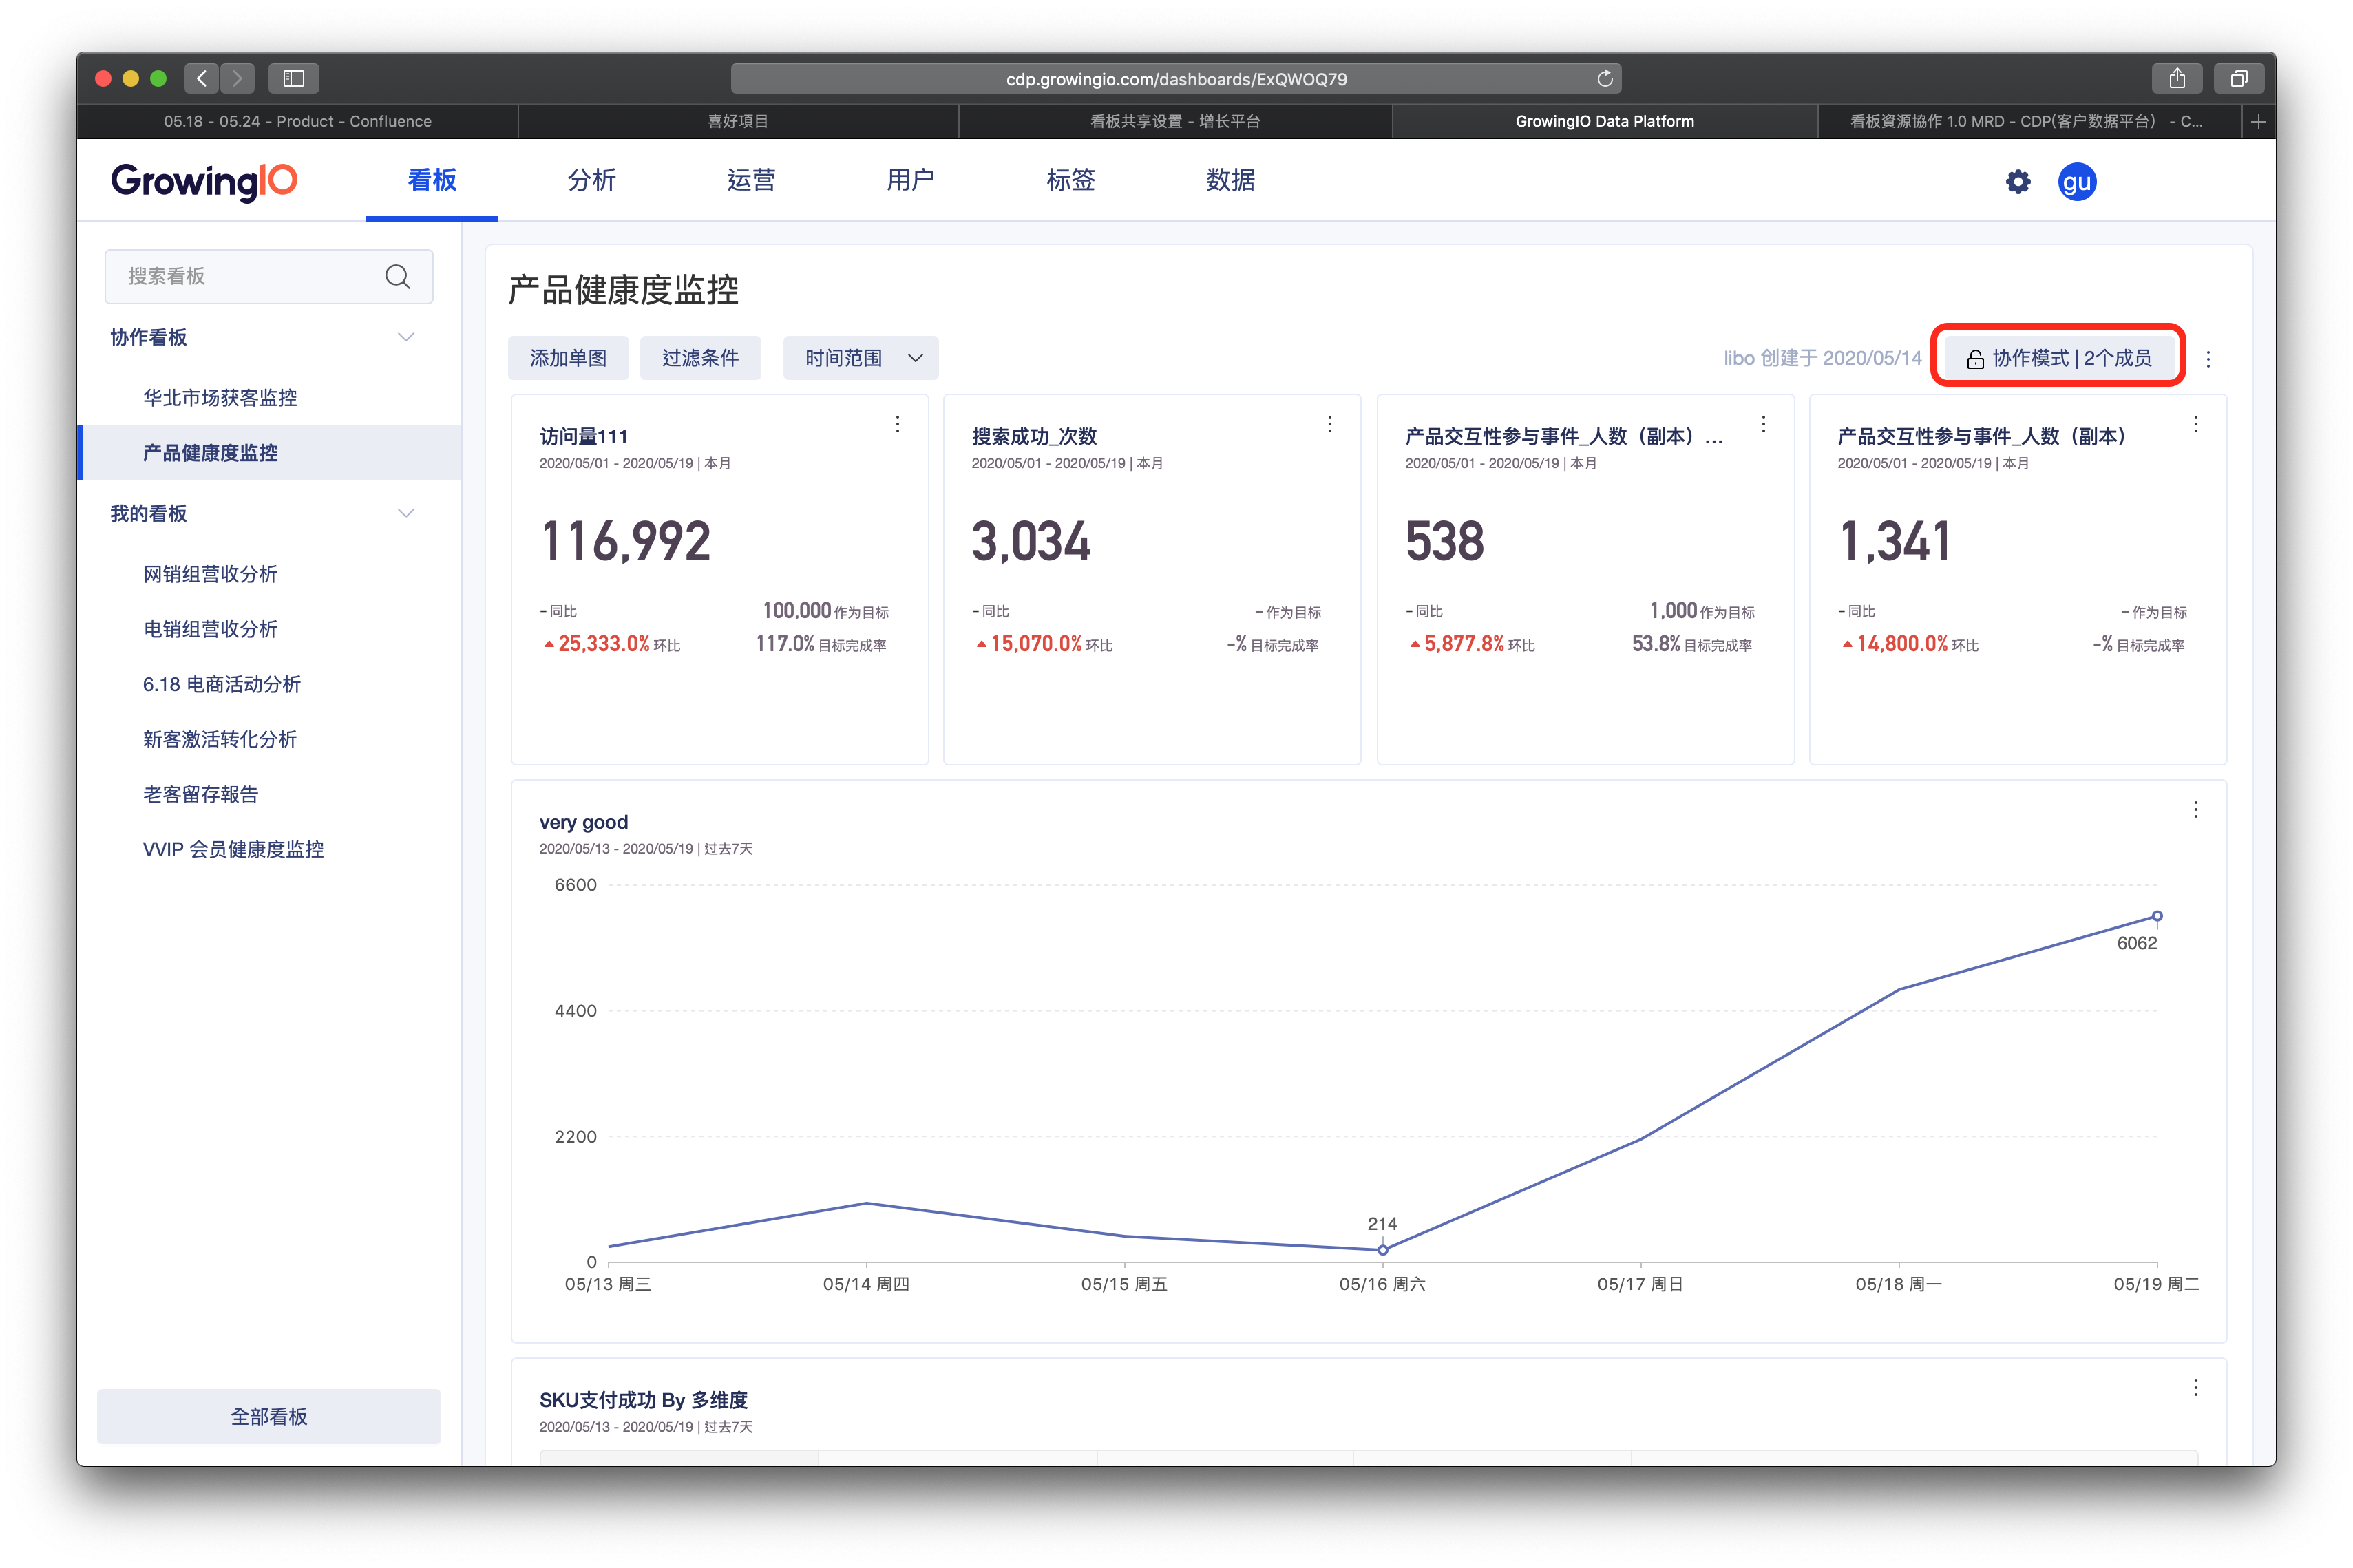 cdp.growingio.com/dashboards/ExQWOQ79
05.18 - 05.24 - Product - Confluence
喜好項目
看板共享设置 - 增长平台
GrowingIO Data Platform
看板資源協作 1.0 MRD - CDP(客户数据平台） - C...
GrowingIO
看板
分析
运营
用户
标签
数据
gu
搜索看板
协作看板
华北市场获客监控
产品健康度监控
我的看板
网销组营收分析
电销组营收分析
6.18 电商活动分析
新客激活转化分析
老客留存報告
VVIP 会员健康度监控
全部看板
产品健康度监控
添加单图
过滤条件
时间范围
libo 创建于 2020/05/14
协作模式 | 2个成员
访问量111
2020/05/01 - 2020/05/19 | 本月
116,992
- 同比
100,000 作为目标
25,333.0% 环比
117.0% 目标完成率
搜索成功_次数
2020/05/01 - 2020/05/19 | 本月
3,034
- 同比
- 作为目标
15,070.0% 环比
-% 目标完成率
产品交互性参与事件_人数（副本）...
2020/05/01 - 2020/05/19 | 本月
538
- 同比
1,000 作为目标
5,877.8% 环比
53.8% 目标完成率
产品交互性参与事件_人数（副本）
2020/05/01 - 2020/05/19 | 本月
1,341
- 同比
- 作为目标
14,800.0% 环比
-% 目标完成率
very good
2020/05/13 - 2020/05/19 | 过去7天
6600
4400
2200
0
6062
214
05/13 周三
05/14 周四
05/15 周五
05/16 周六
05/17 周日
05/18 周一
05/19 周二
SKU支付成功 By 多维度
2020/05/13 - 2020/05/19 | 过去7天